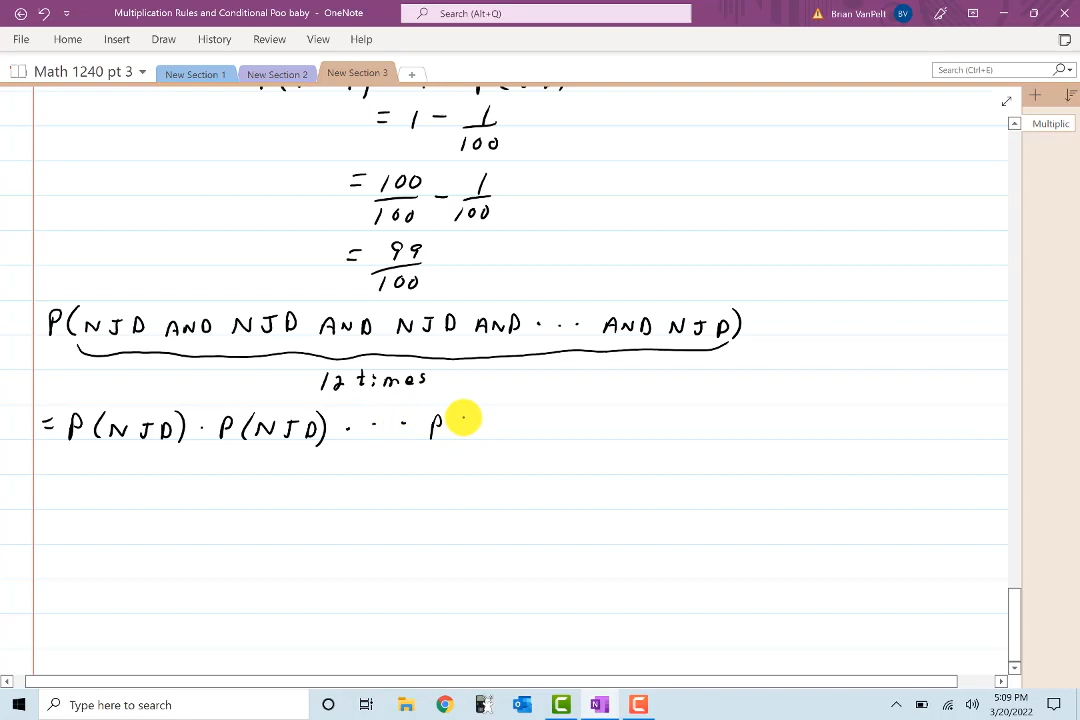 Multiplication Rules and Conditional Poo baby - OneNote
Search (Alt+Q)
Brian VanPelt
BV
File Home Insert Draw History Review View Help
Math 1240 pt 3
New Section 1
New Section 2
New Section 3
Search (Ctrl+E)
Multiplic
= 1 - 1/100
= 100/100 - 1/100
= 99/100
P(NJD AND NJD AND NJD AND · · · AND NJD)
12 times
= P(NJD) · P(NJD) · · · P
Type here to search
5:09 PM
3/20/2022